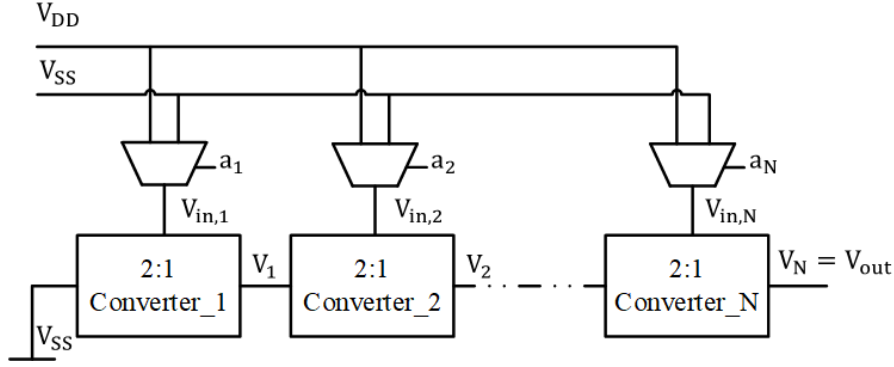 V_DD
V_SS
a_1
a_2
a_N
V_in,1
V_in,2
V_in,N
2:1
Converter_1
V_1
2:1
Converter_2
V_2
2:1
Converter_N
V_N = V_out
V_SS